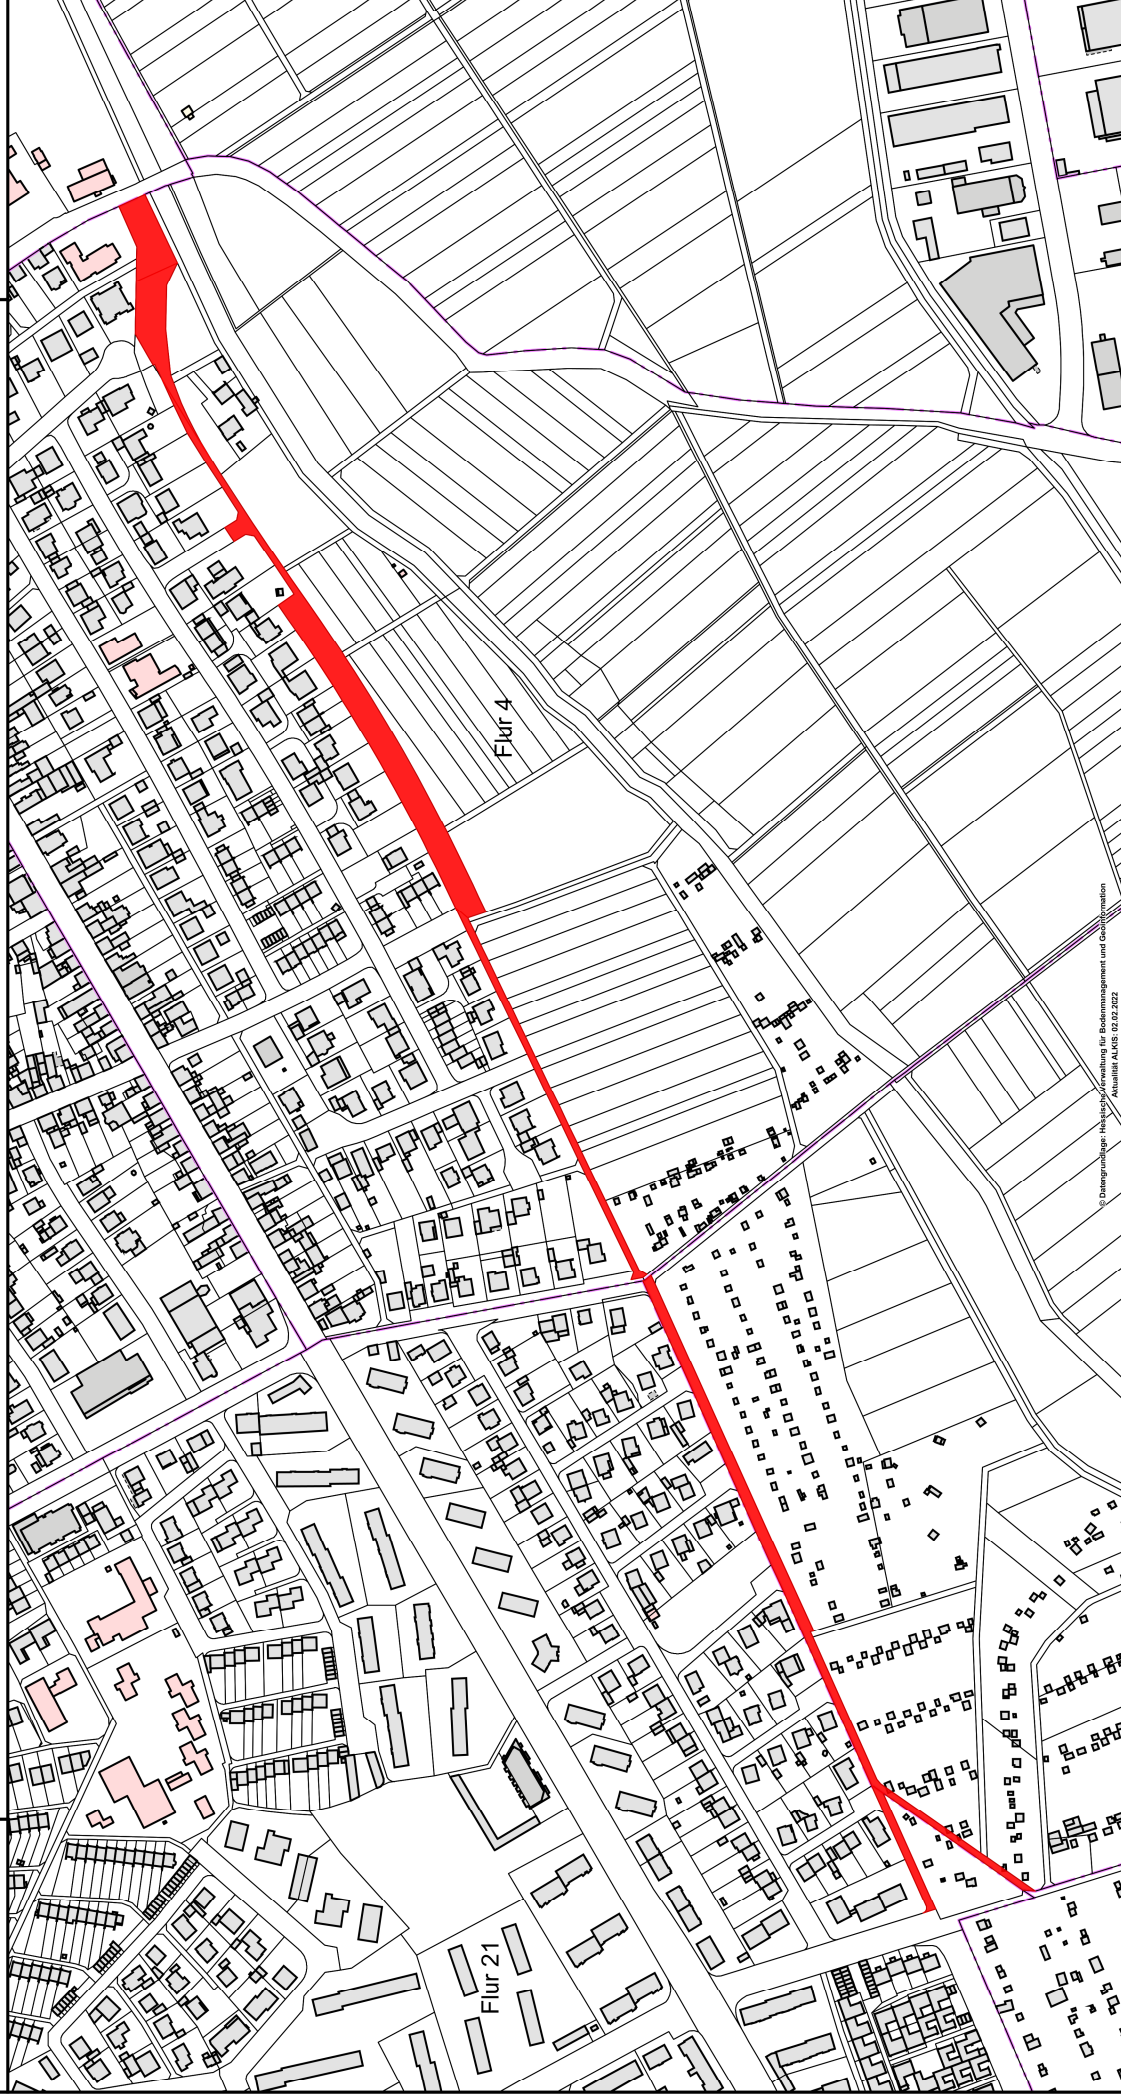 Flur 4
© Datengrundlage: Hessische Verwaltung für Bodenmanagement und Geoinformation
Aktualität ALKIS: 02.02.2022
Flur 21